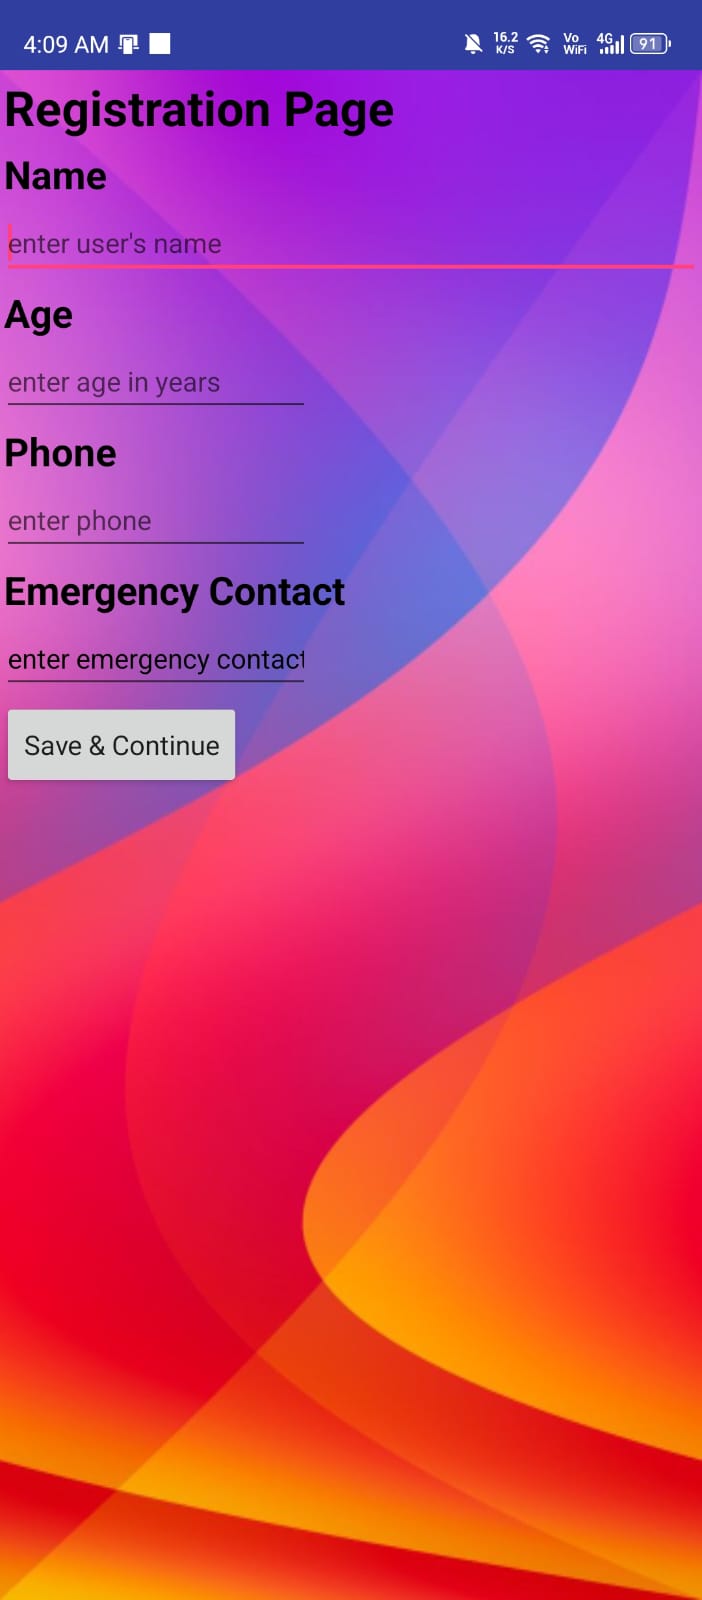 4:09 AM 16.2 K/S Vo WiFi 4G 91
Registration Page
Name
enter user's name
Age
enter age in years
Phone
enter phone
Emergency Contact
enter emergency contact
Save & Continue